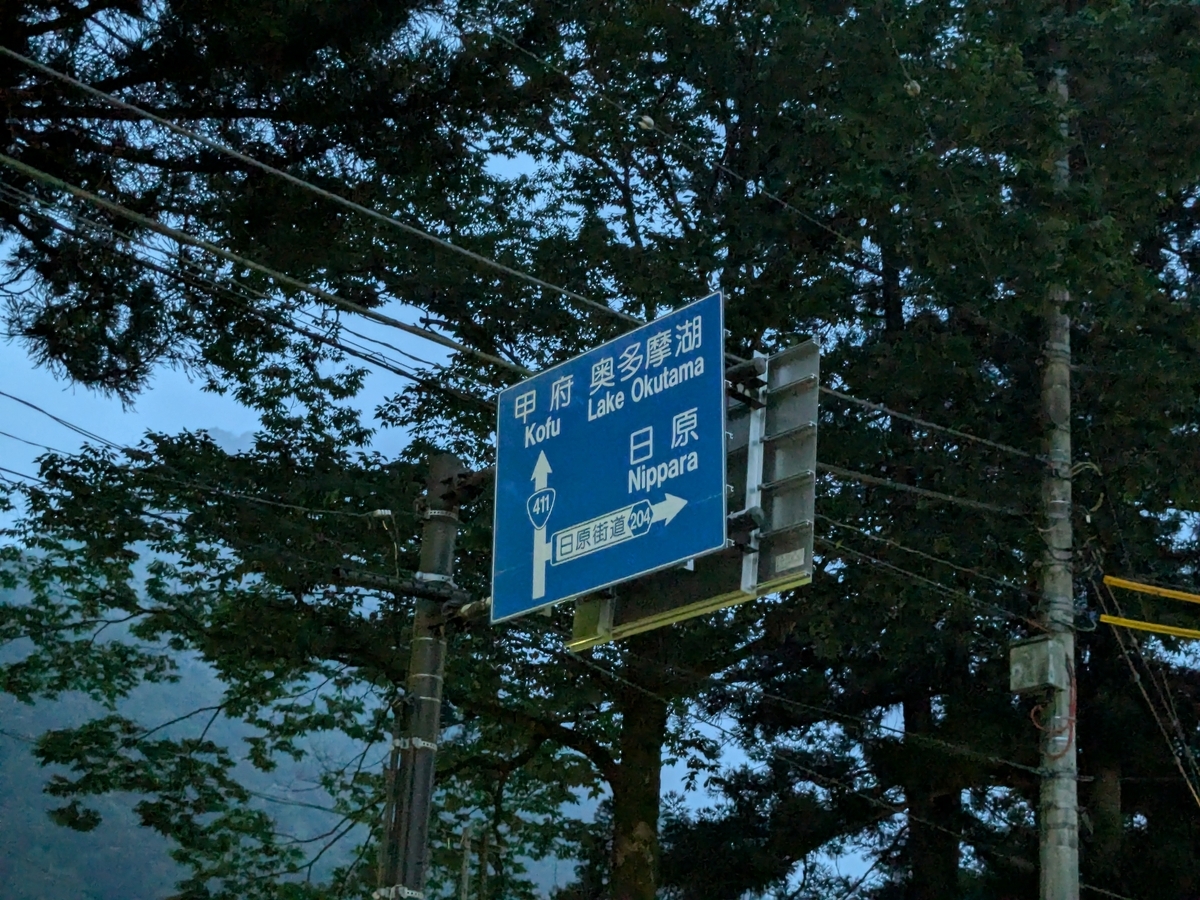 甲府 奥多摩湖
Kofu Lake Okutama
日原
Nippara
411
日原街道 204